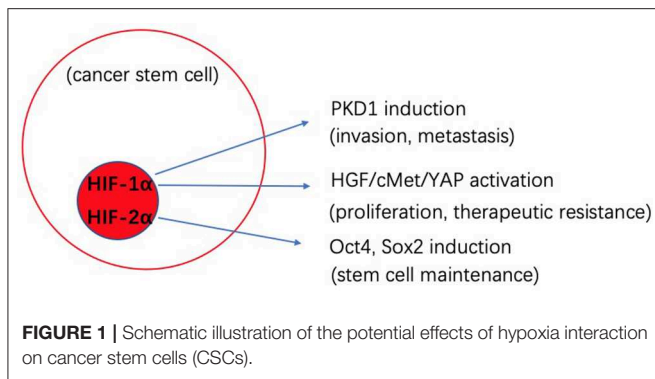 (cancer stem cell)
PKD1 induction
(invasion, metastasis)
HIF-1α
HGF/cMet/YAP activation
HIF-2α
(proliferation, therapeutic resistance)
Oct4, Sox2 induction
(stem cell maintenance)
FIGURE 1 | Schematic illustration of the potential effects of hypoxia interaction
on cancer stem cells (CSCs).